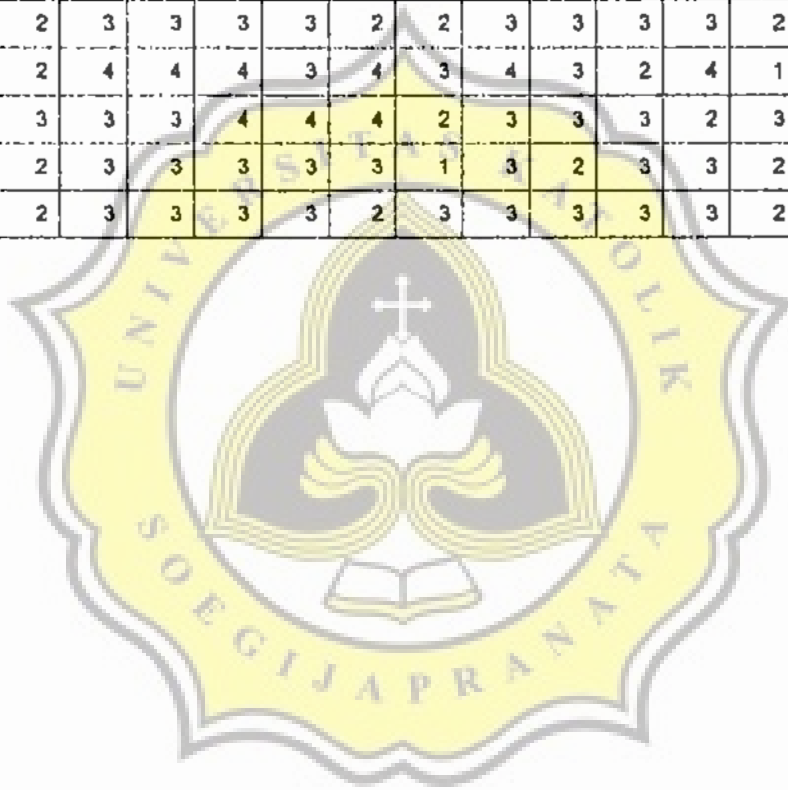 2 3 3 3 3 2 2 3 3 3 3 2
2 4 4 4 3 4 3 4 3 2 4 1
3 3 3 4 4 4 2 3 3 3 2 3
2 3 3 3 3 3 1 3 2 3 3 2
2 3 3 3 3 2 3 3 3 3 3 2
UNIVERSITAS KATOLIK
SOEGIJAPRANATA